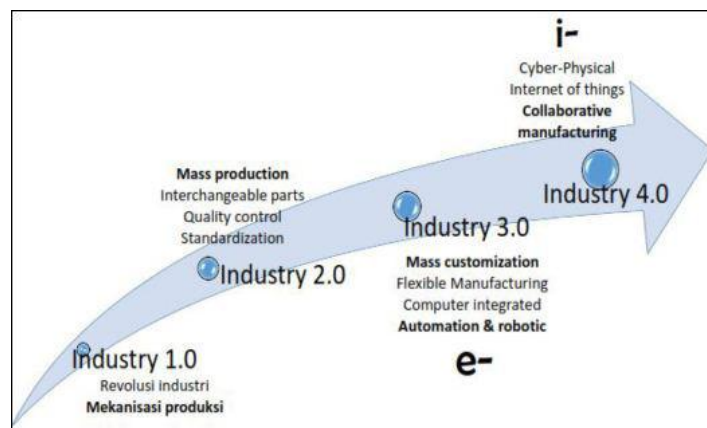 i-
Cyber-Physical
Internet of things
Collaborative
manufacturing
Industry 4.0
Mass production
Interchangeable parts
Quality control
Standardization
Industry 2.0
Industry 3.0
Mass customization
Flexible Manufacturing
Computer integrated
Automation & robotic
e-
Industry 1.0
Revolusi industri
Mekanisasi produksi